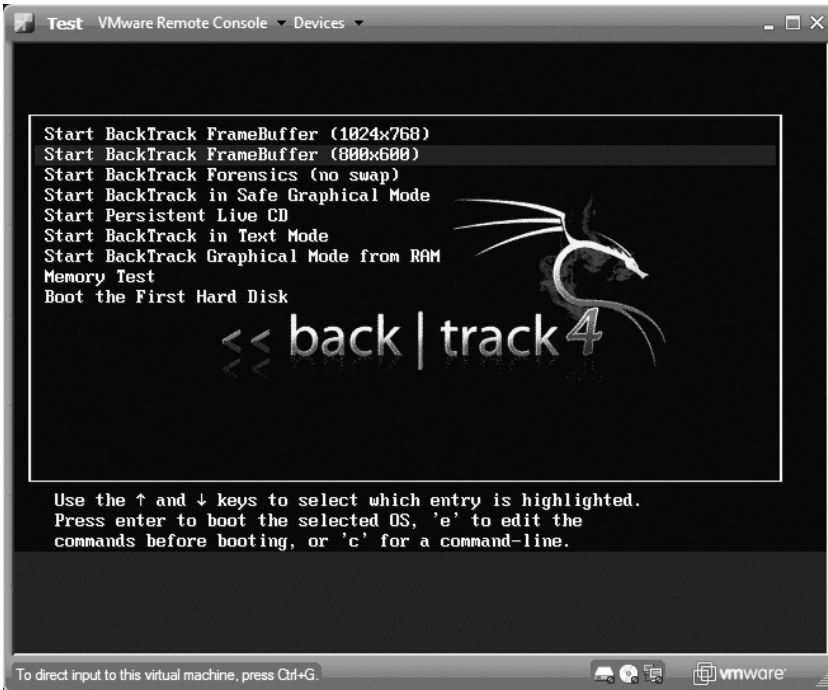 Test VMware Remote Console Devices
Start BackTrack FrameBuffer (1024x768)
Start BackTrack FrameBuffer (800x600)
Start BackTrack Forensics (no swap)
Start BackTrack in Safe Graphical Mode
Start Persistent Live CD
Start BackTrack in Text Mode
Start BackTrack Graphical Mode from RAM
Memory Test
Boot the First Hard Disk
<< back | track 4
Use the ↑ and ↓ keys to select which entry is highlighted.
Press enter to boot the selected OS, 'e' to edit the
commands before booting, or 'c' for a command-line.
To direct input to this virtual machine, press Ctrl+G.
vmware